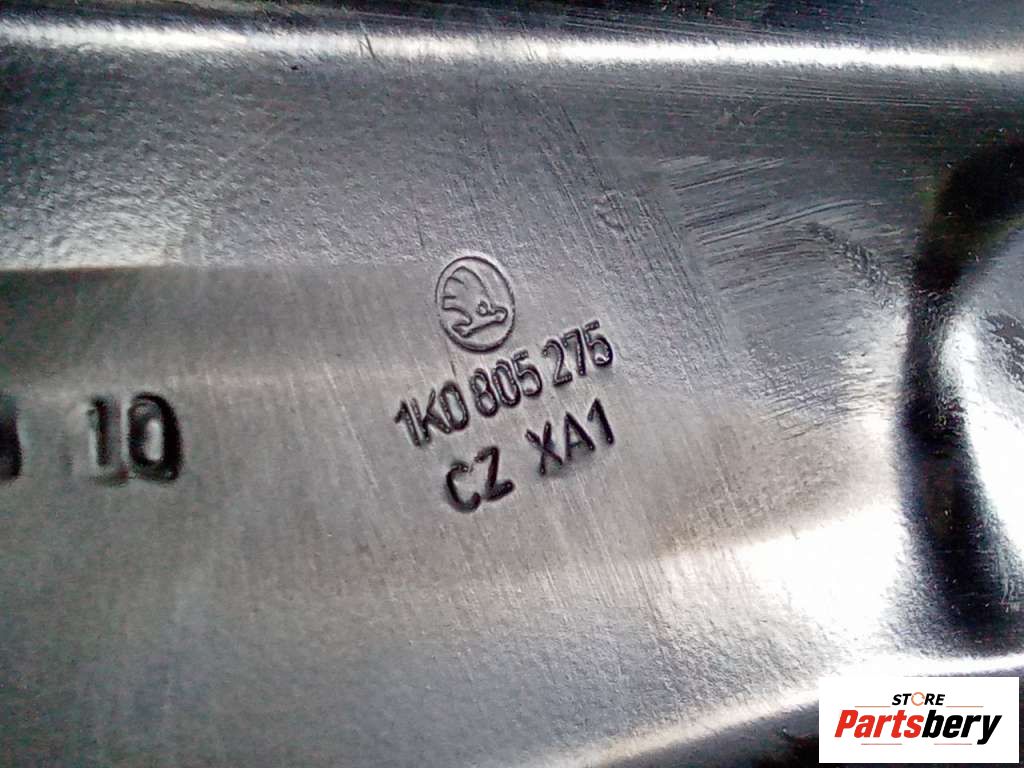 1K0 805 275
CZ XA1
10
STORE
Partsbery